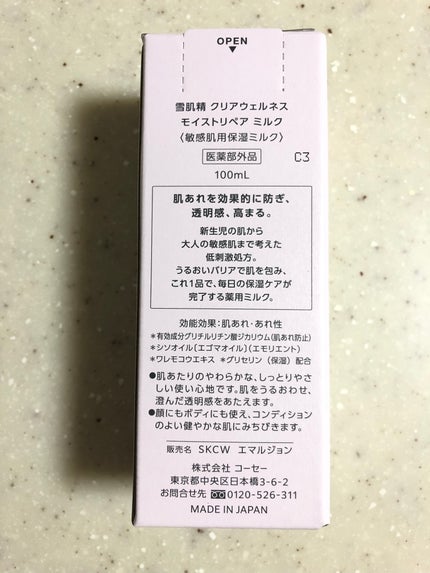 OPEN
雪肌精 クリアウェルネス
モイストリペア ミルク
〈敏感肌用保湿ミルク〉
医薬部外品 C3
100mL
肌あれを効果的に防ぎ、
透明感、高まる。
新生児の肌から
大人の敏感肌まで考えた
低刺激処方。
うるおいバリアで肌を包み、
これ1品で、毎日の保湿ケアが
完了する薬用ミルク。
効能効果：肌あれ・あれ性
＊有効成分グリチルリチン酸ジカリウム（肌あれ防止）
＊シソオイル［エゴマオイル］（エモリエント）
＊ワレモコウエキス ＊グリセリン（保湿）配合
●肌あたりのやわらかな、しっとりやさ
しい使い心地です。肌をうるおわせ、
澄んだ透明感をあたえます。
●顔にもボディにも使え、コンディション
のよい健やかな肌にみちびきます。
販売名 SKCW エマルジョン
株式会社 コーセー
東京都中央区日本橋3-6-2
お問合せ先 0120-526-311
MADE IN JAPAN